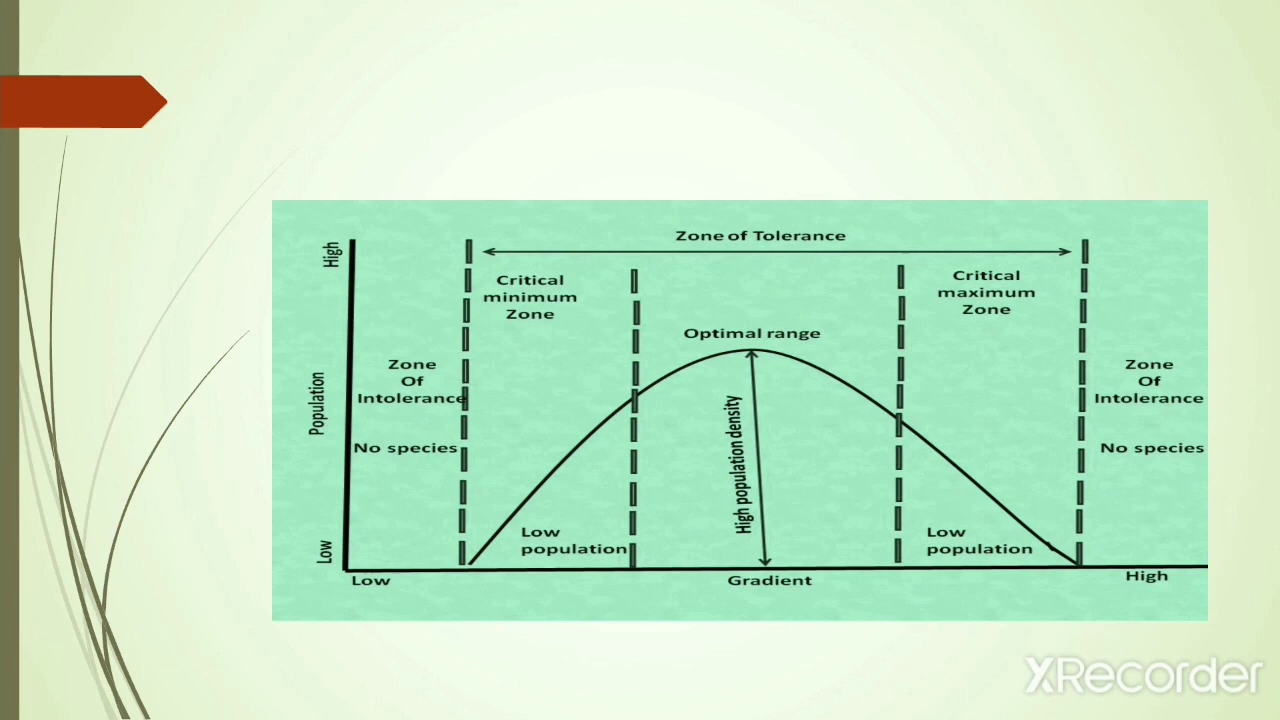 Zone of Tolerance
High
Critical
minimum
Zone
Critical
maximum
Zone
Optimal range
Zone
Of
Intolerance
No species
Population
High population density
Zone
Of
Intolerance
No species
Low
population
Low
population
Low
Low
Gradient
High
XRecorder